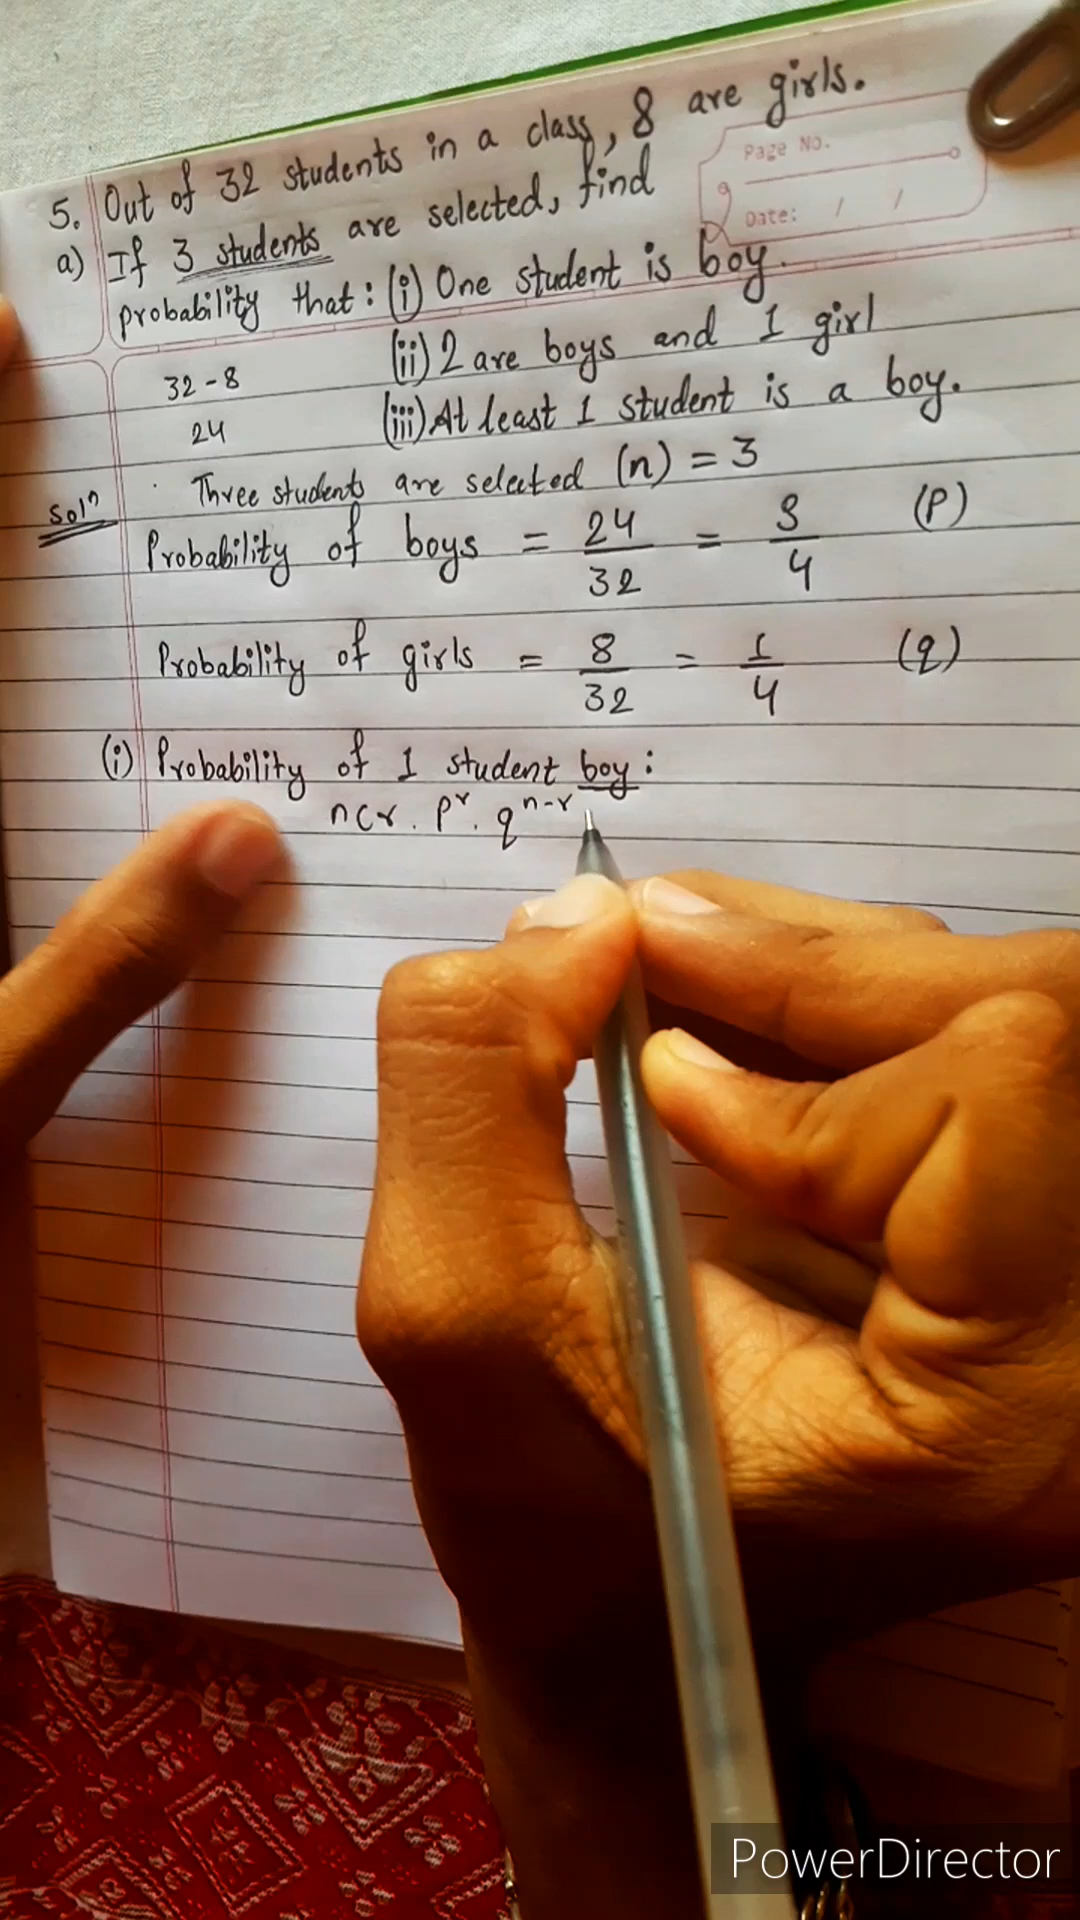 5. Out of 32 students in a class, 8 are girls.
Page No.
a) If 3 students are selected, find
Date: / /
probability that: (i) One student is boy.
32-8
(ii) 2 are boys and 1 girl
24
(iii) At least 1 student is a boy.
Three students are selected (n) = 3
Solⁿ
Probability of boys = 24/32 = 3/4 (P)
Probability of girls = 8/32 = 1/4 (q)
(i) Probability of 1 student boy:
nCr . pʳ . qⁿ⁻ʳ
PowerDirector